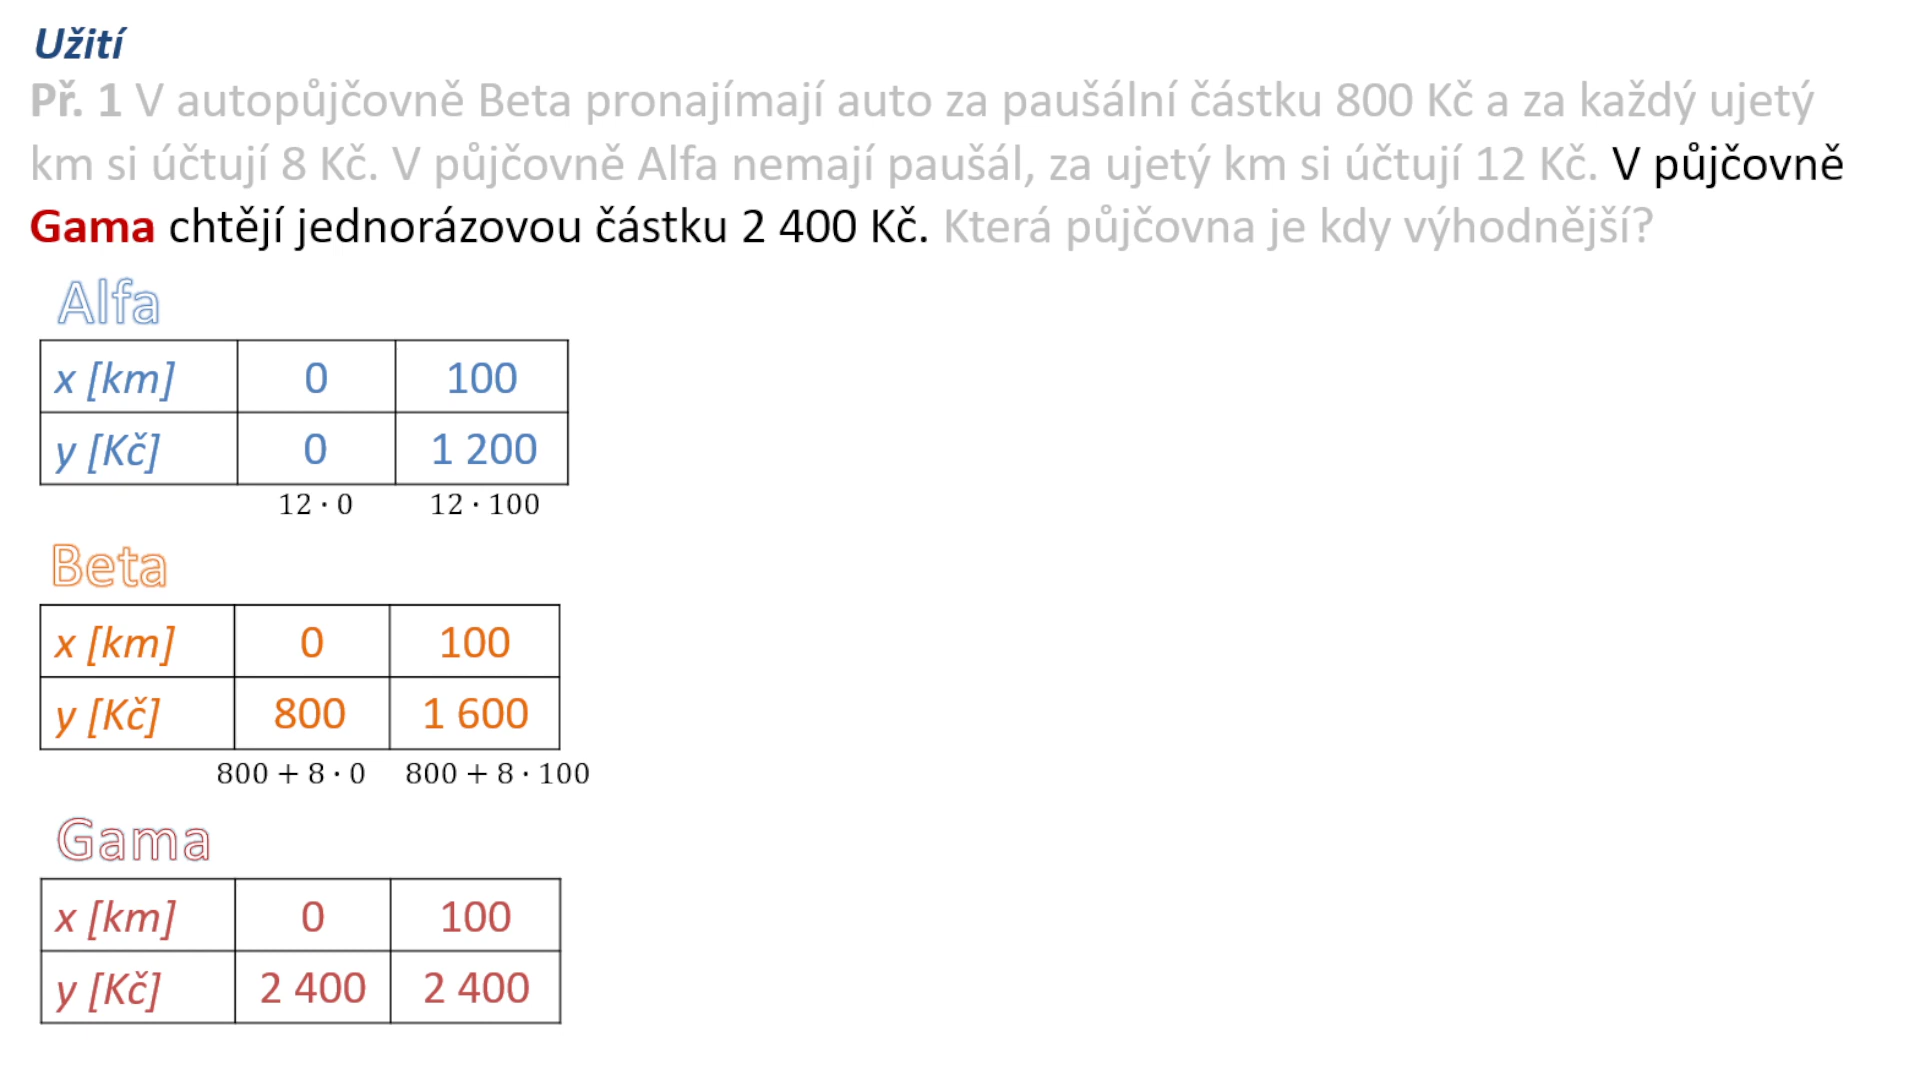 Užití
Př. 1 V autopůjčovně Beta pronajímají auto za paušální částku 800 Kč a za každý ujetý
km si účtují 8 Kč. V půjčovně Alfa nemají paušál, za ujetý km si účtují 12 Kč. V půjčovně
Gama chtějí jednorázovou částku 2 400 Kč. Která půjčovna je kdy výhodnější?
Alfa
x [km] 0 100
y [Kč] 0 1 200
12 · 0 12 · 100
Beta
x [km] 0 100
y [Kč] 800 1 600
800 + 8 · 0 800 + 8 · 100
Gama
x [km] 0 100
y [Kč] 2 400 2 400